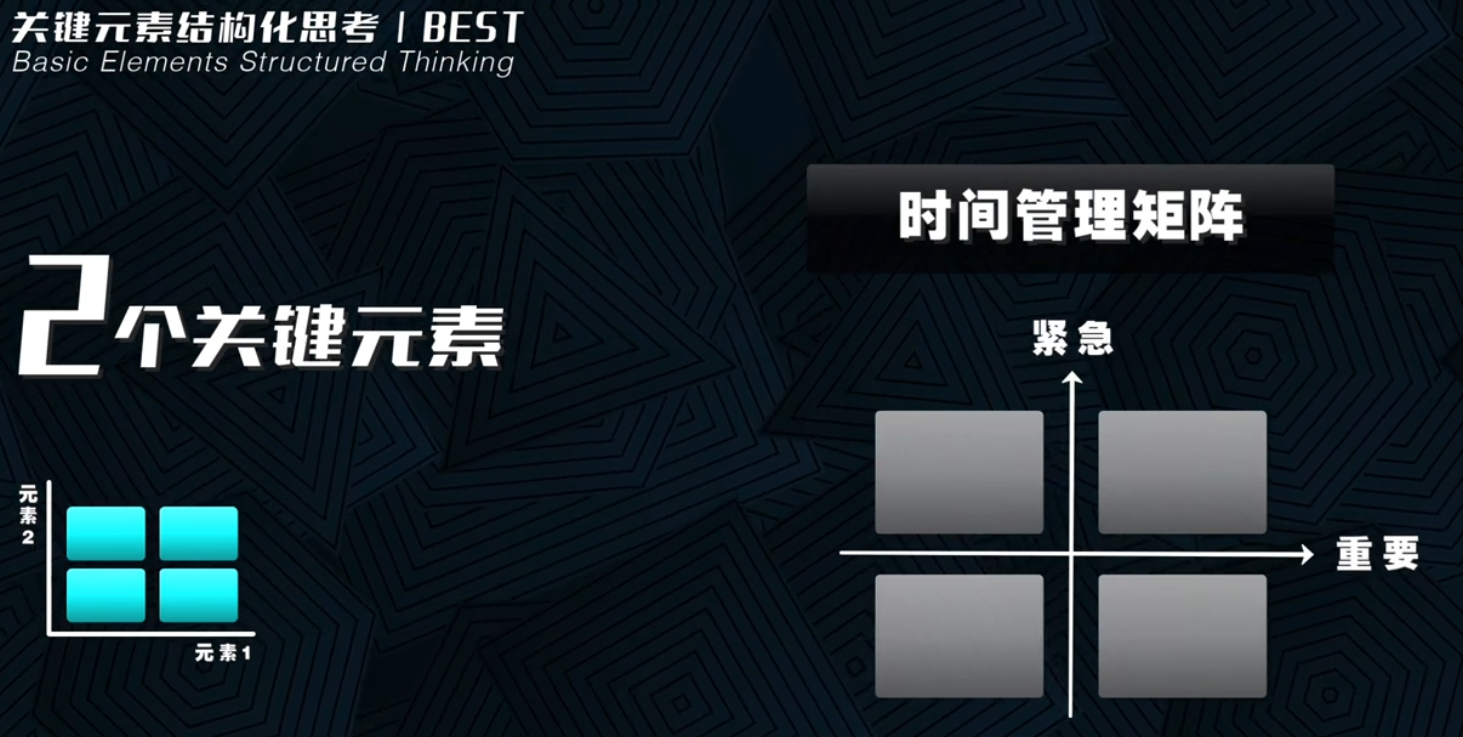 关键元素结构化思考 | BEST
Basic Elements Structured Thinking
时间管理矩阵
2个关键元素
紧急
重要
元素2
元素1